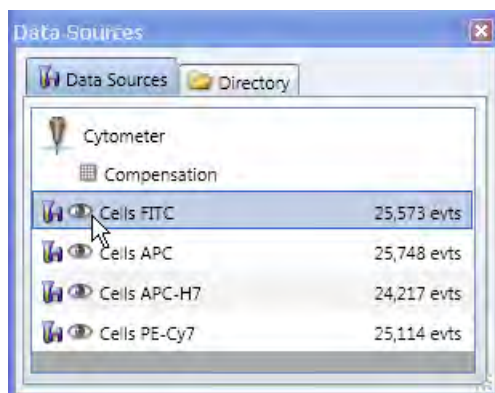 Data Sources
Data Sources Directory
Cytometer
Compensation
Cells FITC 25,573 evts
Cells APC 25,748 evts
Cells APC-H7 24,217 evts
Cells PE-Cy7 25,114 evts